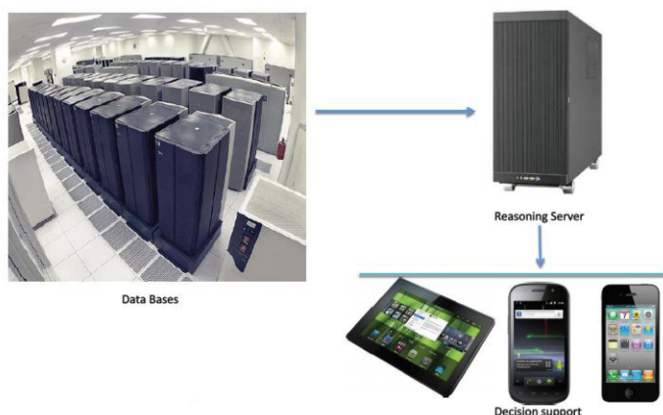 Data Bases
Reasoning Server
Decision support